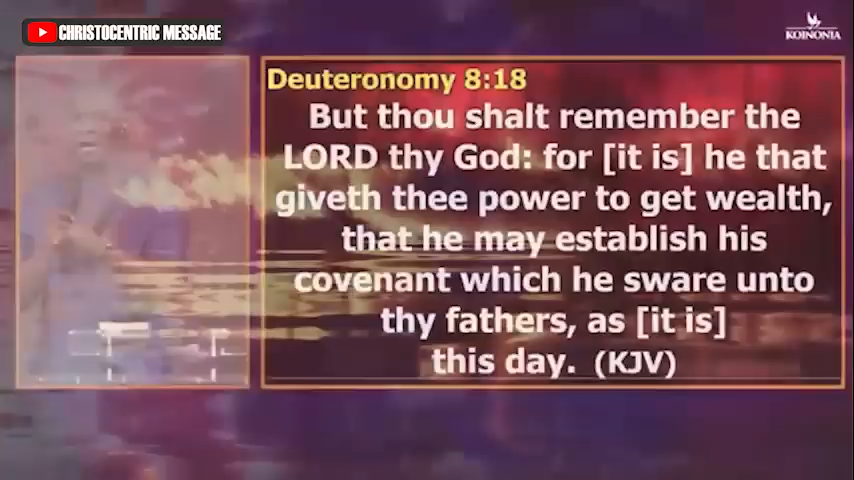 CHRISTOCENTRIC MESSAGE
KOINONIA
Deuteronomy 8:18
But thou shalt remember the
LORD thy God: for [it is] he that
giveth thee power to get wealth,
that he may establish his
covenant which he sware unto
thy fathers, as [it is]
this day. (KJV)